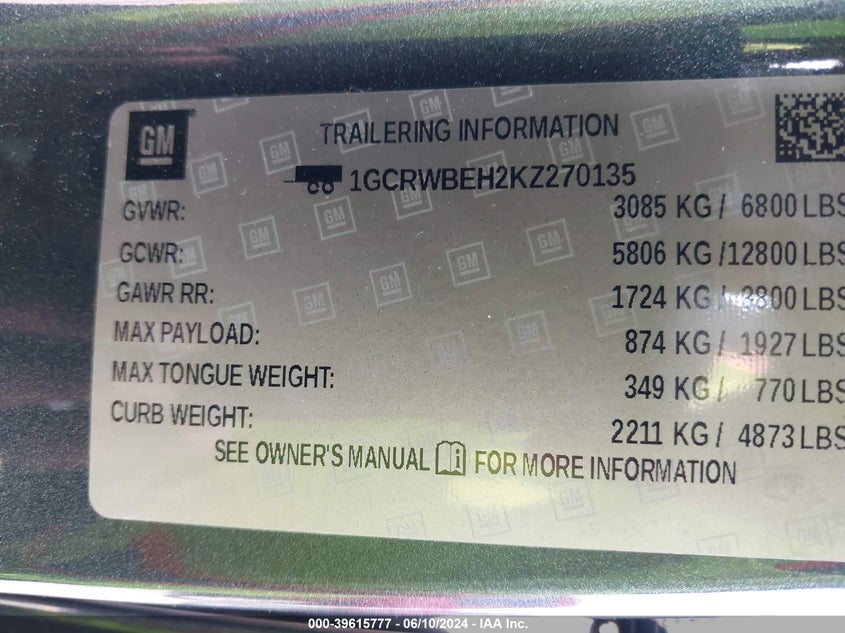 GM
TRAILERING INFORMATION
1GCRWBEH2KZ270135
GVWR: 3085 KG / 6800 LBS
GCWR: 5806 KG /12800 LBS
GAWR RR: 1724 KG / 3800 LBS
MAX PAYLOAD: 874 KG / 1927 LBS
MAX TONGUE WEIGHT: 349 KG / 770 LBS
CURB WEIGHT: 2211 KG / 4873 LBS
SEE OWNER'S MANUAL i FOR MORE INFORMATION
000-39615777 - 06/10/2024 - IAA Inc.